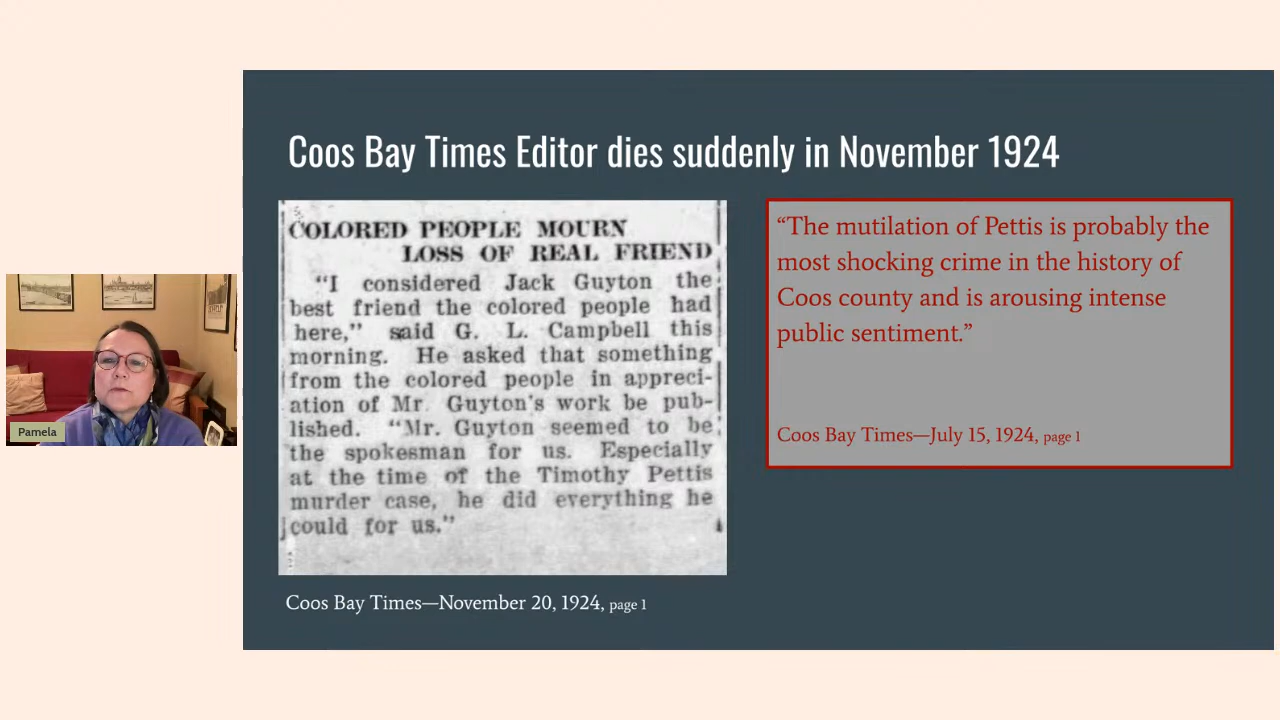 Coos Bay Times Editor dies suddenly in November 1924
COLORED PEOPLE MOURN
LOSS OF REAL FRIEND
"I considered Jack Guyton the
best friend the colored people had
here," said G. L. Campbell this
morning. He asked that something
from the colored people in appreci-
ation of Mr. Guyton's work be pub-
lished. "Mr. Guyton seemed to be
the spokesman for us. Especially
at the time of the Timothy Pettis
murder case, he did everything he
could for us."
Coos Bay Times—November 20, 1924, page 1
“The mutilation of Pettis is probably the
most shocking crime in the history of
Coos county and is arousing intense
public sentiment.”
Coos Bay Times—July 15, 1924, page 1
Pamela